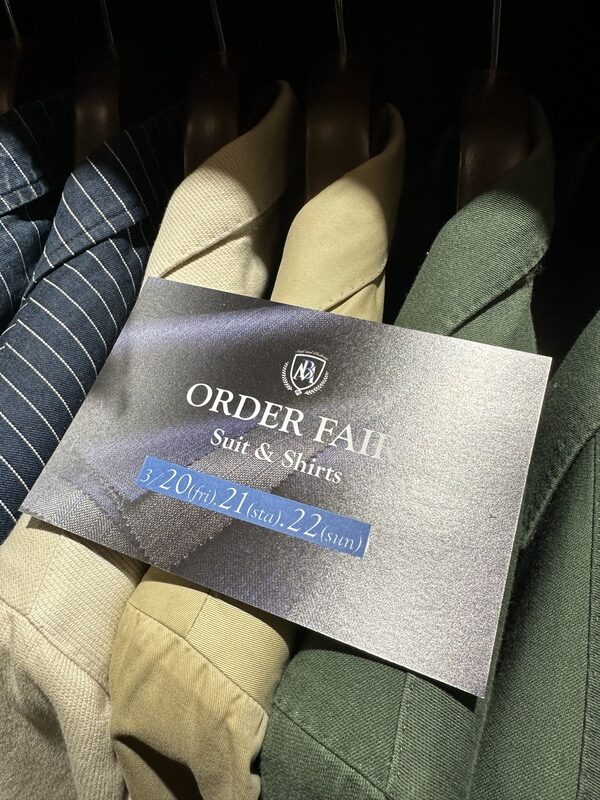 ORDER FAIR
Suit & Shirts
3/20(fri).21(sta).22(sun)